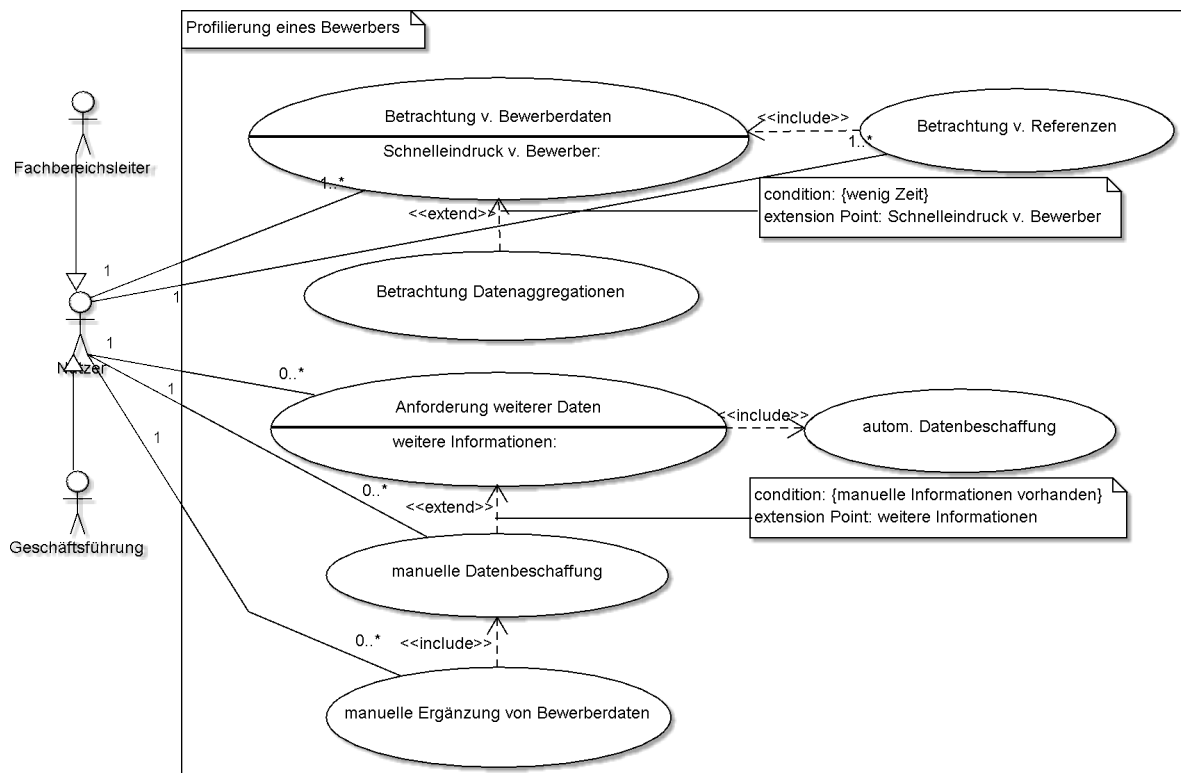 Profilierung eines Bewerbers
Betrachtung v. Bewerberdaten
Schnelleindruck v. Bewerber:
<<include>>
Betrachtung v. Referenzen
Fachbereichsleiter
1..*
1..*
<<extend>>
condition: {wenig Zeit}
extension Point: Schnelleindruck v. Bewerber
1
1
Betrachtung Datenaggregationen
Nutzer
1
1
1
0..*
Anforderung weiterer Daten
weitere Informationen:
<<include>>
autom. Datenbeschaffung
0..*
<<extend>>
condition: {manuelle Informationen vorhanden}
extension Point: weitere Informationen
Geschäftsführung
manuelle Datenbeschaffung
0..*
<<include>>
manuelle Ergänzung von Bewerberdaten